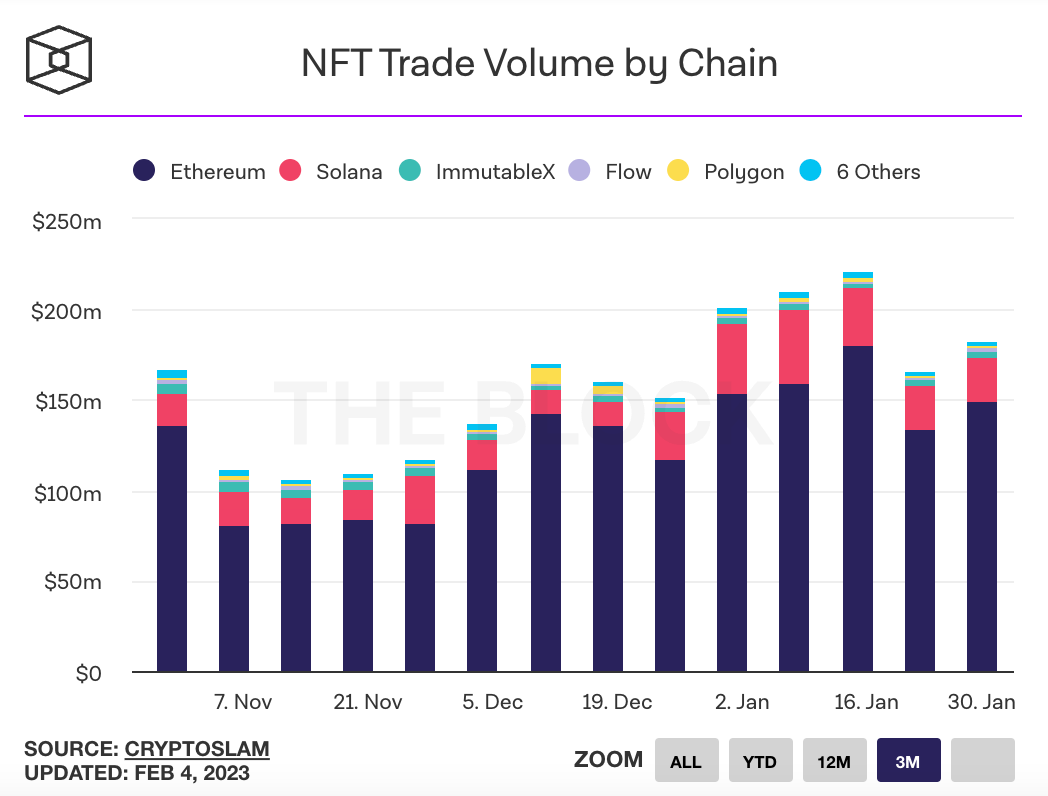 NFT Trade Volume by Chain
Ethereum Solana ImmutableX Flow Polygon 6 Others
$250m
$200m
$150m
$100m
$50m
$0
THE BLOCK
7. Nov 21. Nov 5. Dec 19. Dec 2. Jan 16. Jan 30. Jan
SOURCE: CRYPTOSLAM
UPDATED: FEB 4, 2023
ZOOM ALL YTD 12M 3M